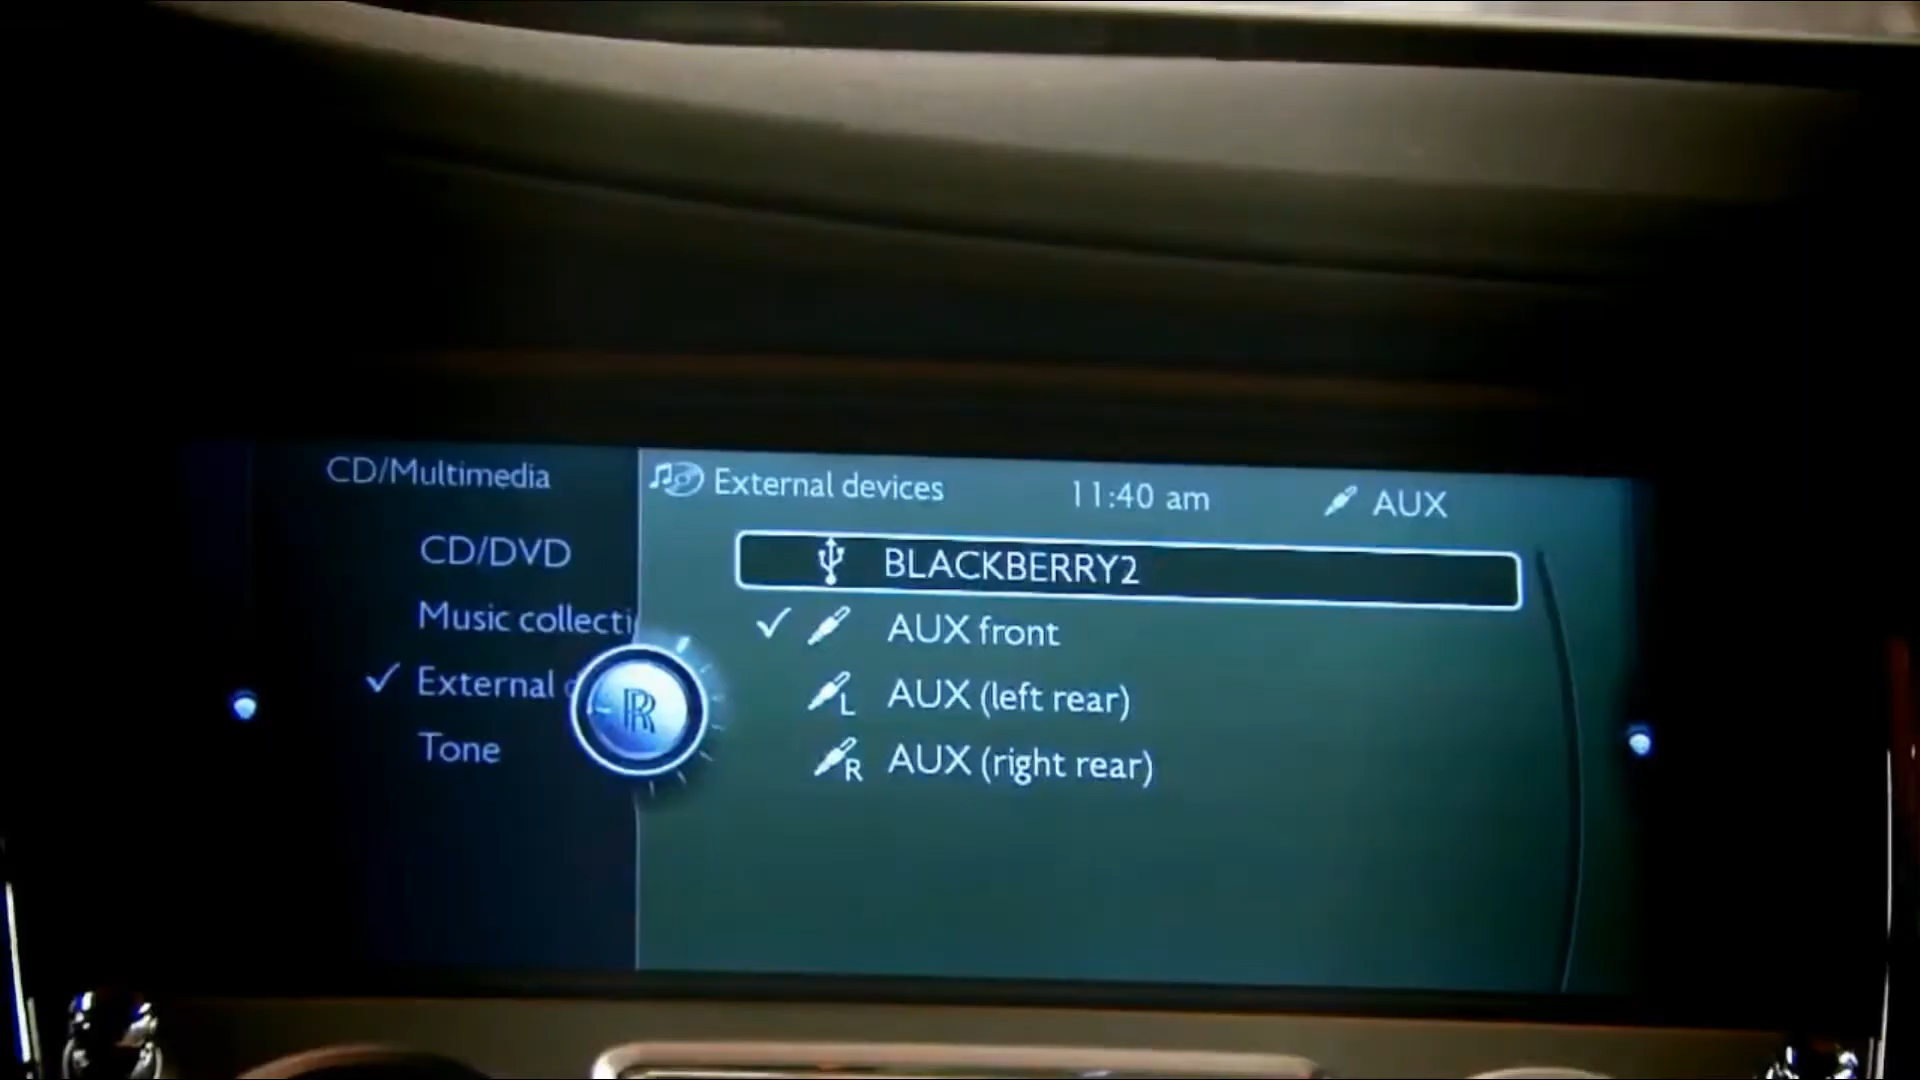 CD/Multimedia
External devices
11:40 am
AUX
CD/DVD
Music collecti
External
Tone
BLACKBERRY2
AUX front
L AUX (left rear)
R AUX (right rear)
RR